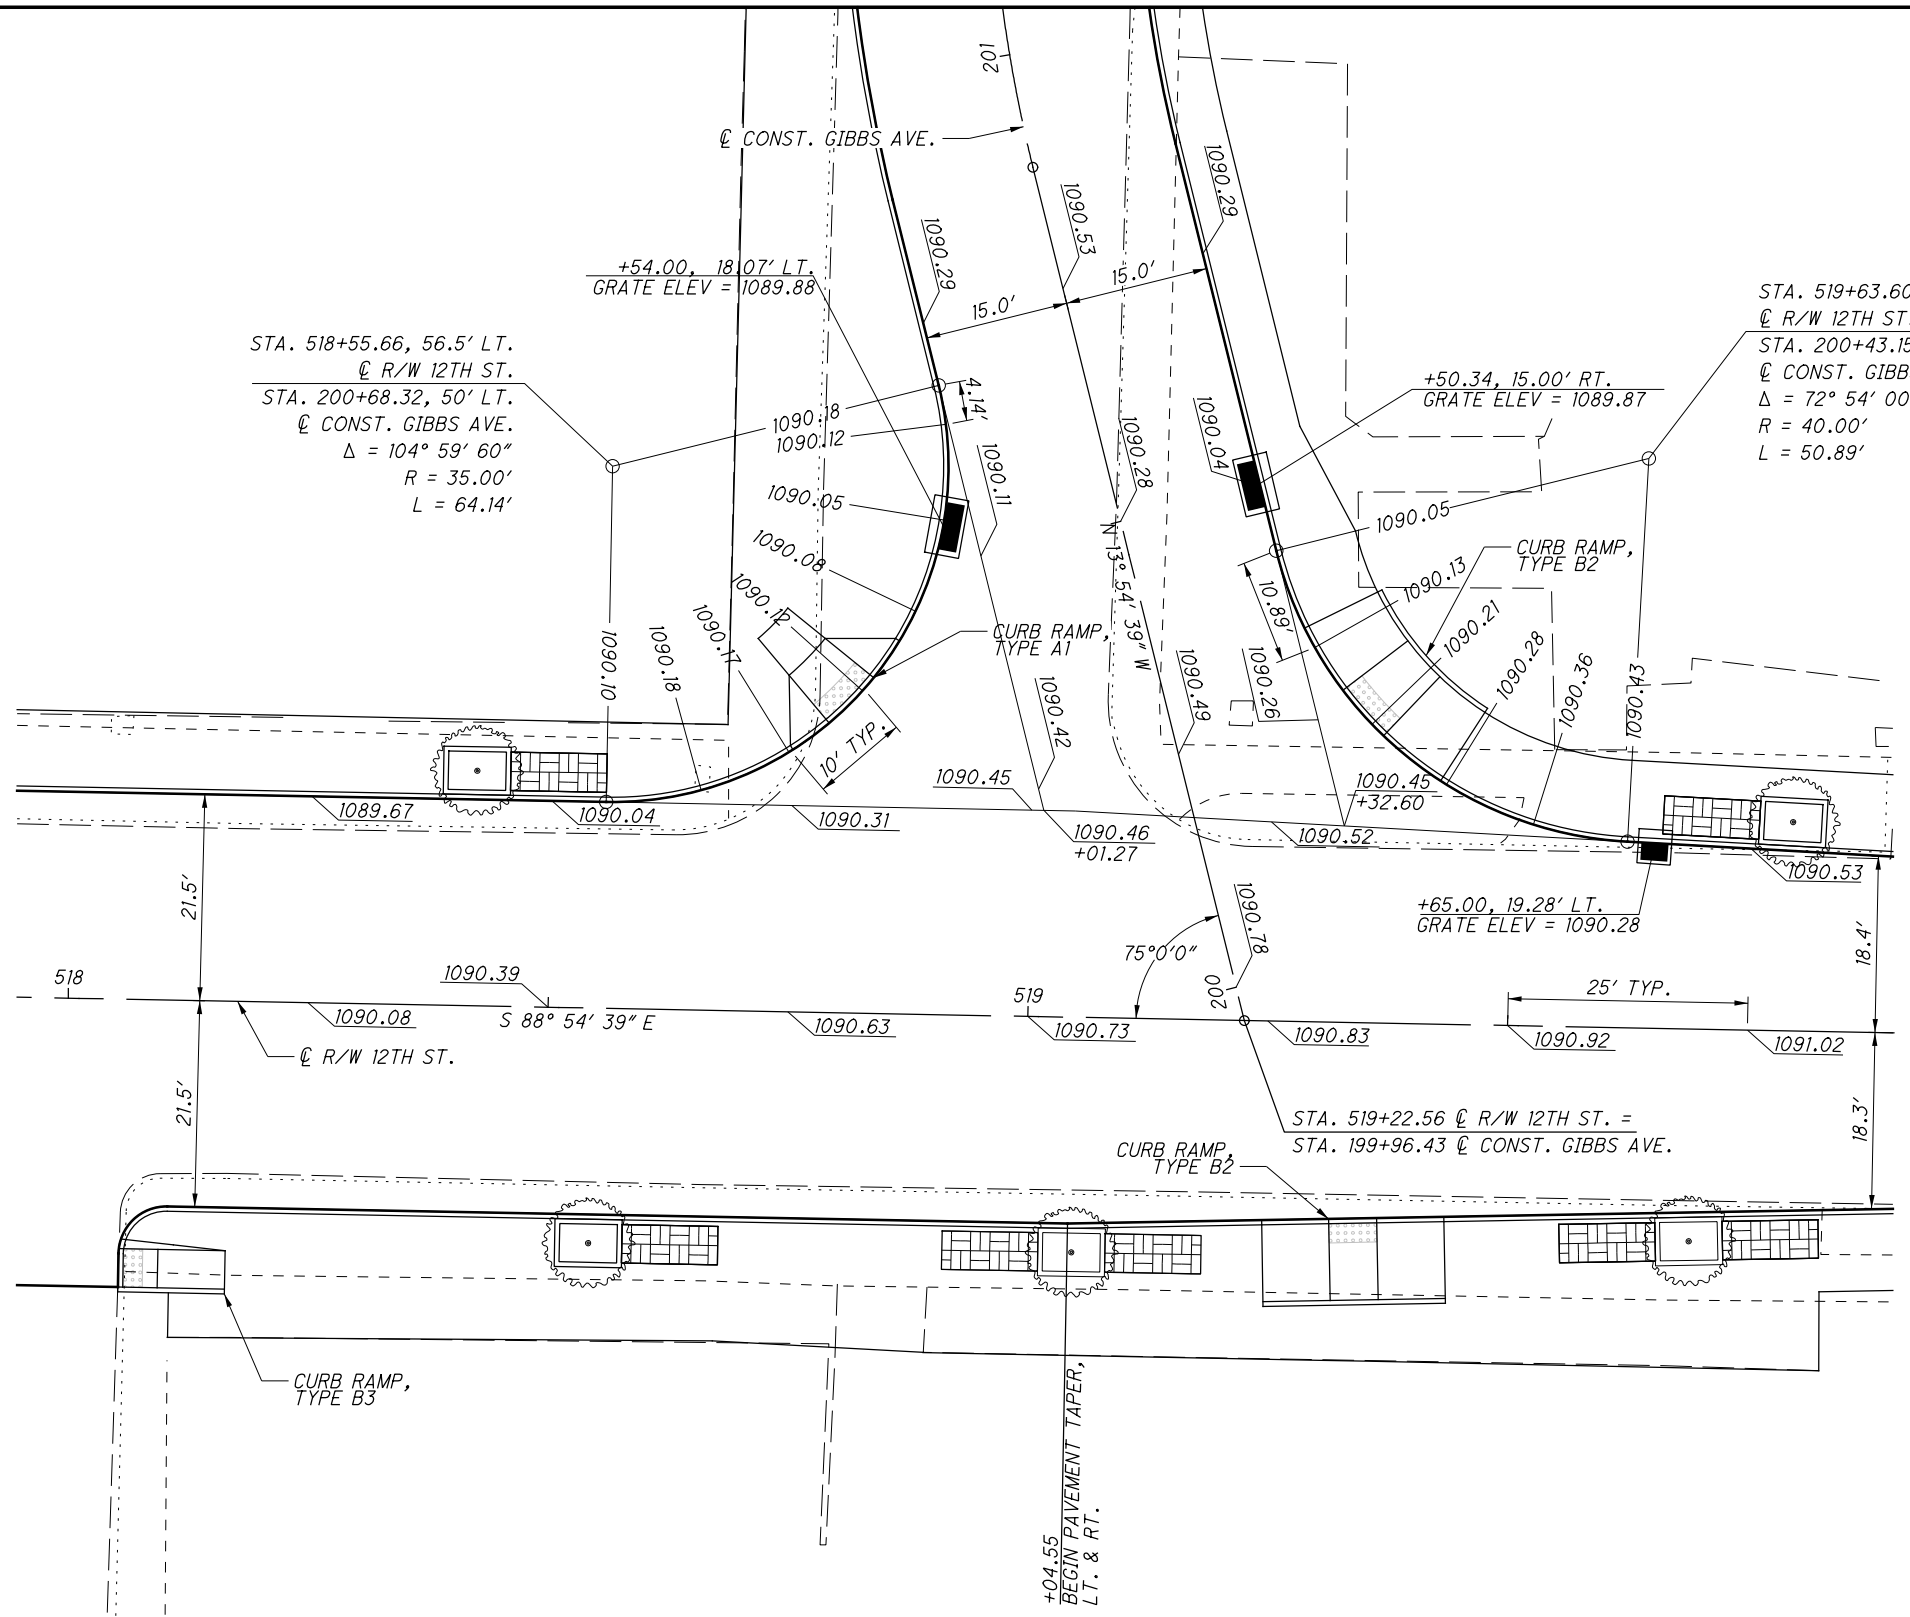 201
℄ CONST. GIBBS AVE.
1090.53
1090.29
1090.29
+54.00, 18.07' LT.
GRATE ELEV = 1089.88
15.0'
15.0'
STA. 518+55.66, 56.5' LT.
℄ R/W 12TH ST.
STA. 200+68.32, 50' LT.
℄ CONST. GIBBS AVE.
Δ = 104° 59' 60"
R = 35.00'
L = 64.14'
STA. 519+63.60
℄ R/W 12TH ST.
STA. 200+43.15
℄ CONST. GIBB
Δ = 72° 54' 00
R = 40.00'
L = 50.89'
+50.34, 15.00' RT.
GRATE ELEV = 1089.87
4.14'
1090.18
1090.12
1090.11
1090.28
1090.04
1090.05
1090.05
1090.08
1090.12
1090.17
1090.18
1090.10
CURB RAMP,
TYPE A1
N 13° 54' 39" W
10.89'
1090.13
CURB RAMP,
TYPE B2
1090.21
1090.28
1090.36
1090.43
1090.26
1090.49
1090.42
10' TYP.
1090.45
1090.45
+32.60
1089.67
1090.04
1090.31
1090.46
+01.27
1090.52
1090.53
+65.00, 19.28' LT.
GRATE ELEV = 1090.28
21.5'
18.4'
1090.78
75°0'0"
200
518
1090.39
519
25' TYP.
1090.08
S 88° 54' 39" E
1090.63
1090.73
1090.83
1090.92
1091.02
℄ R/W 12TH ST.
21.5'
18.3'
STA. 519+22.56 ℄ R/W 12TH ST. =
STA. 199+96.43 ℄ CONST. GIBBS AVE.
CURB RAMP,
TYPE B2
CURB RAMP,
TYPE B3
+04.55
BEGIN PAVEMENT TAPER,
LT. & RT.